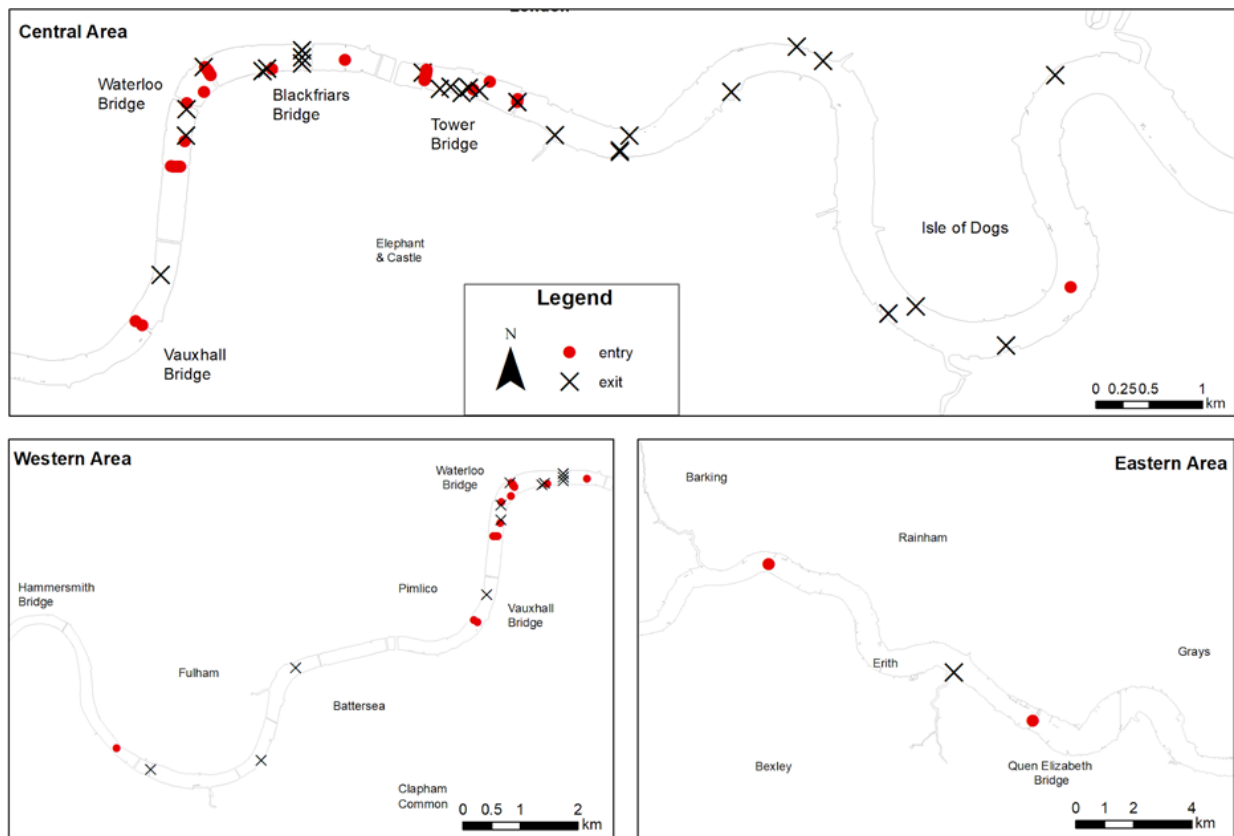 London
Central Area
Waterloo
Bridge
Blackfriars
Bridge
Tower
Bridge
Isle of Dogs
Elephant
& Castle
Vauxhall
Bridge
Legend
N
entry
exit
0 0.25 0.5 1
km
Western Area
Waterloo
Bridge
Hammersmith
Bridge
Pimlico
Vauxhall
Bridge
Fulham
Battersea
Clapham
Common
0 0.5 1 2
km
Eastern Area
Barking
Rainham
Grays
Erith
Bexley
Quen Elizabeth
Bridge
0 1 2 4
km